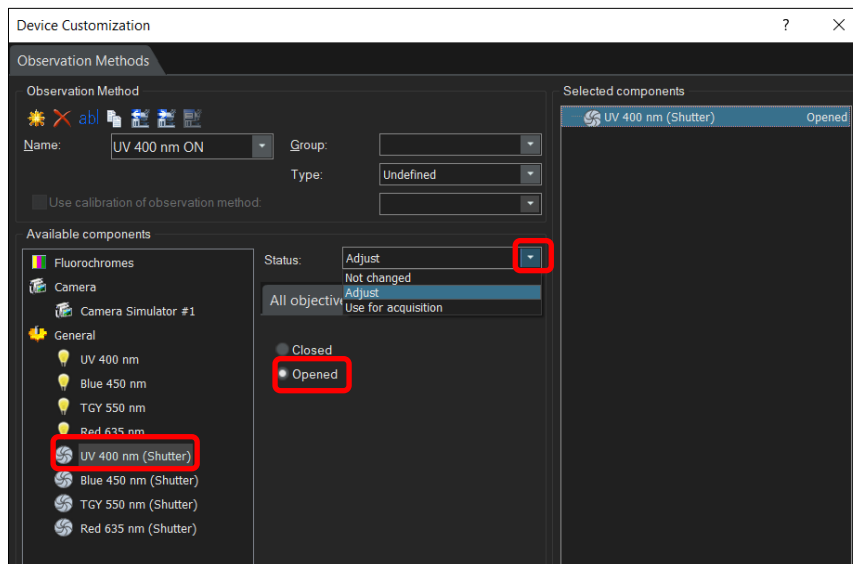 Device Customization ?
Observation Methods
Observation Method
abl
Name: UV 400 nm ON
Group:
Type: Undefined
Use calibration of observation method:
Available components
Fluorochromes
Camera
Camera Simulator #1
General
UV 400 nm
Blue 450 nm
TGY 550 nm
Red 635 nm
UV 400 nm (Shutter)
Blue 450 nm (Shutter)
TGY 550 nm (Shutter)
Red 635 nm (Shutter)
Status: Adjust
Not changed
Adjust
Use for acquisition
All objective
Closed
Opened
Selected components
UV 400 nm (Shutter) Opened